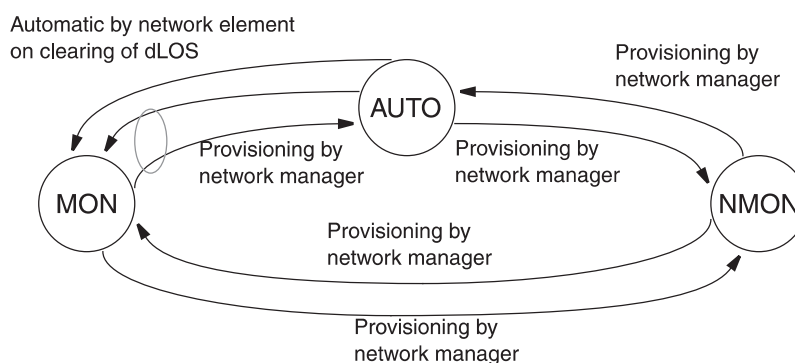 Automatic by network element
on clearing of dLOS
Provisioning by
network manager
AUTO
Provisioning by
network manager
Provisioning by
network manager
MON
NMON
Provisioning by
network manager
Provisioning by
network manager